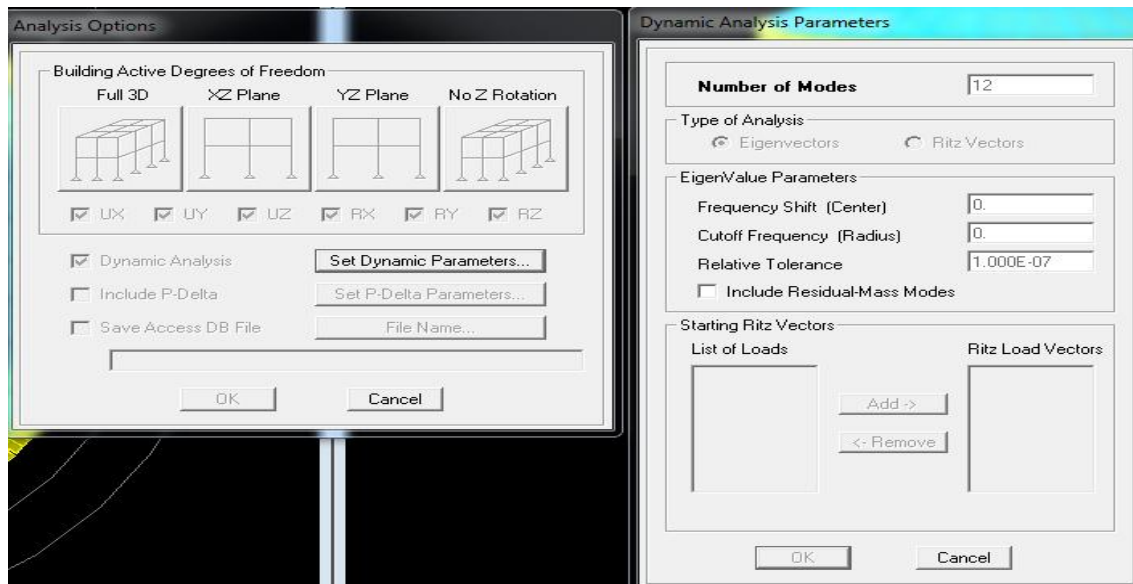 Analysis Options
Building Active Degrees of Freedom
Full 3D XZ Plane YZ Plane No Z Rotation
UX UY UZ RX RY RZ
Dynamic Analysis Set Dynamic Parameters...
Include P-Delta Set P-Delta Parameters...
Save Access DB File File Name...
OK Cancel
Dynamic Analysis Parameters
Number of Modes 12
Type of Analysis
Eigenvectors Ritz Vectors
EigenValue Parameters
Frequency Shift (Center) 0.
Cutoff Frequency (Radius) 0.
Relative Tolerance 1.000E-07
Include Residual-Mass Modes
Starting Ritz Vectors
List of Loads Ritz Load Vectors
Add ->
<- Remove
OK Cancel